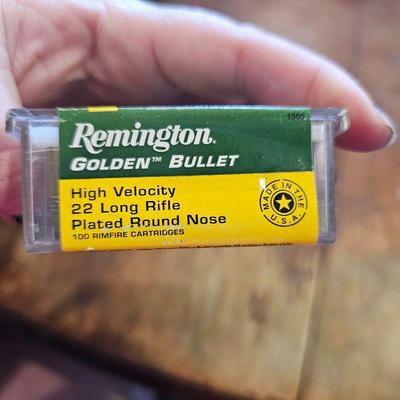 1500
Remington®
GOLDEN™ BULLET
High Velocity
22 Long Rifle
Plated Round Nose
100 RIMFIRE CARTRIDGES
MADE IN THE
U.S.A.